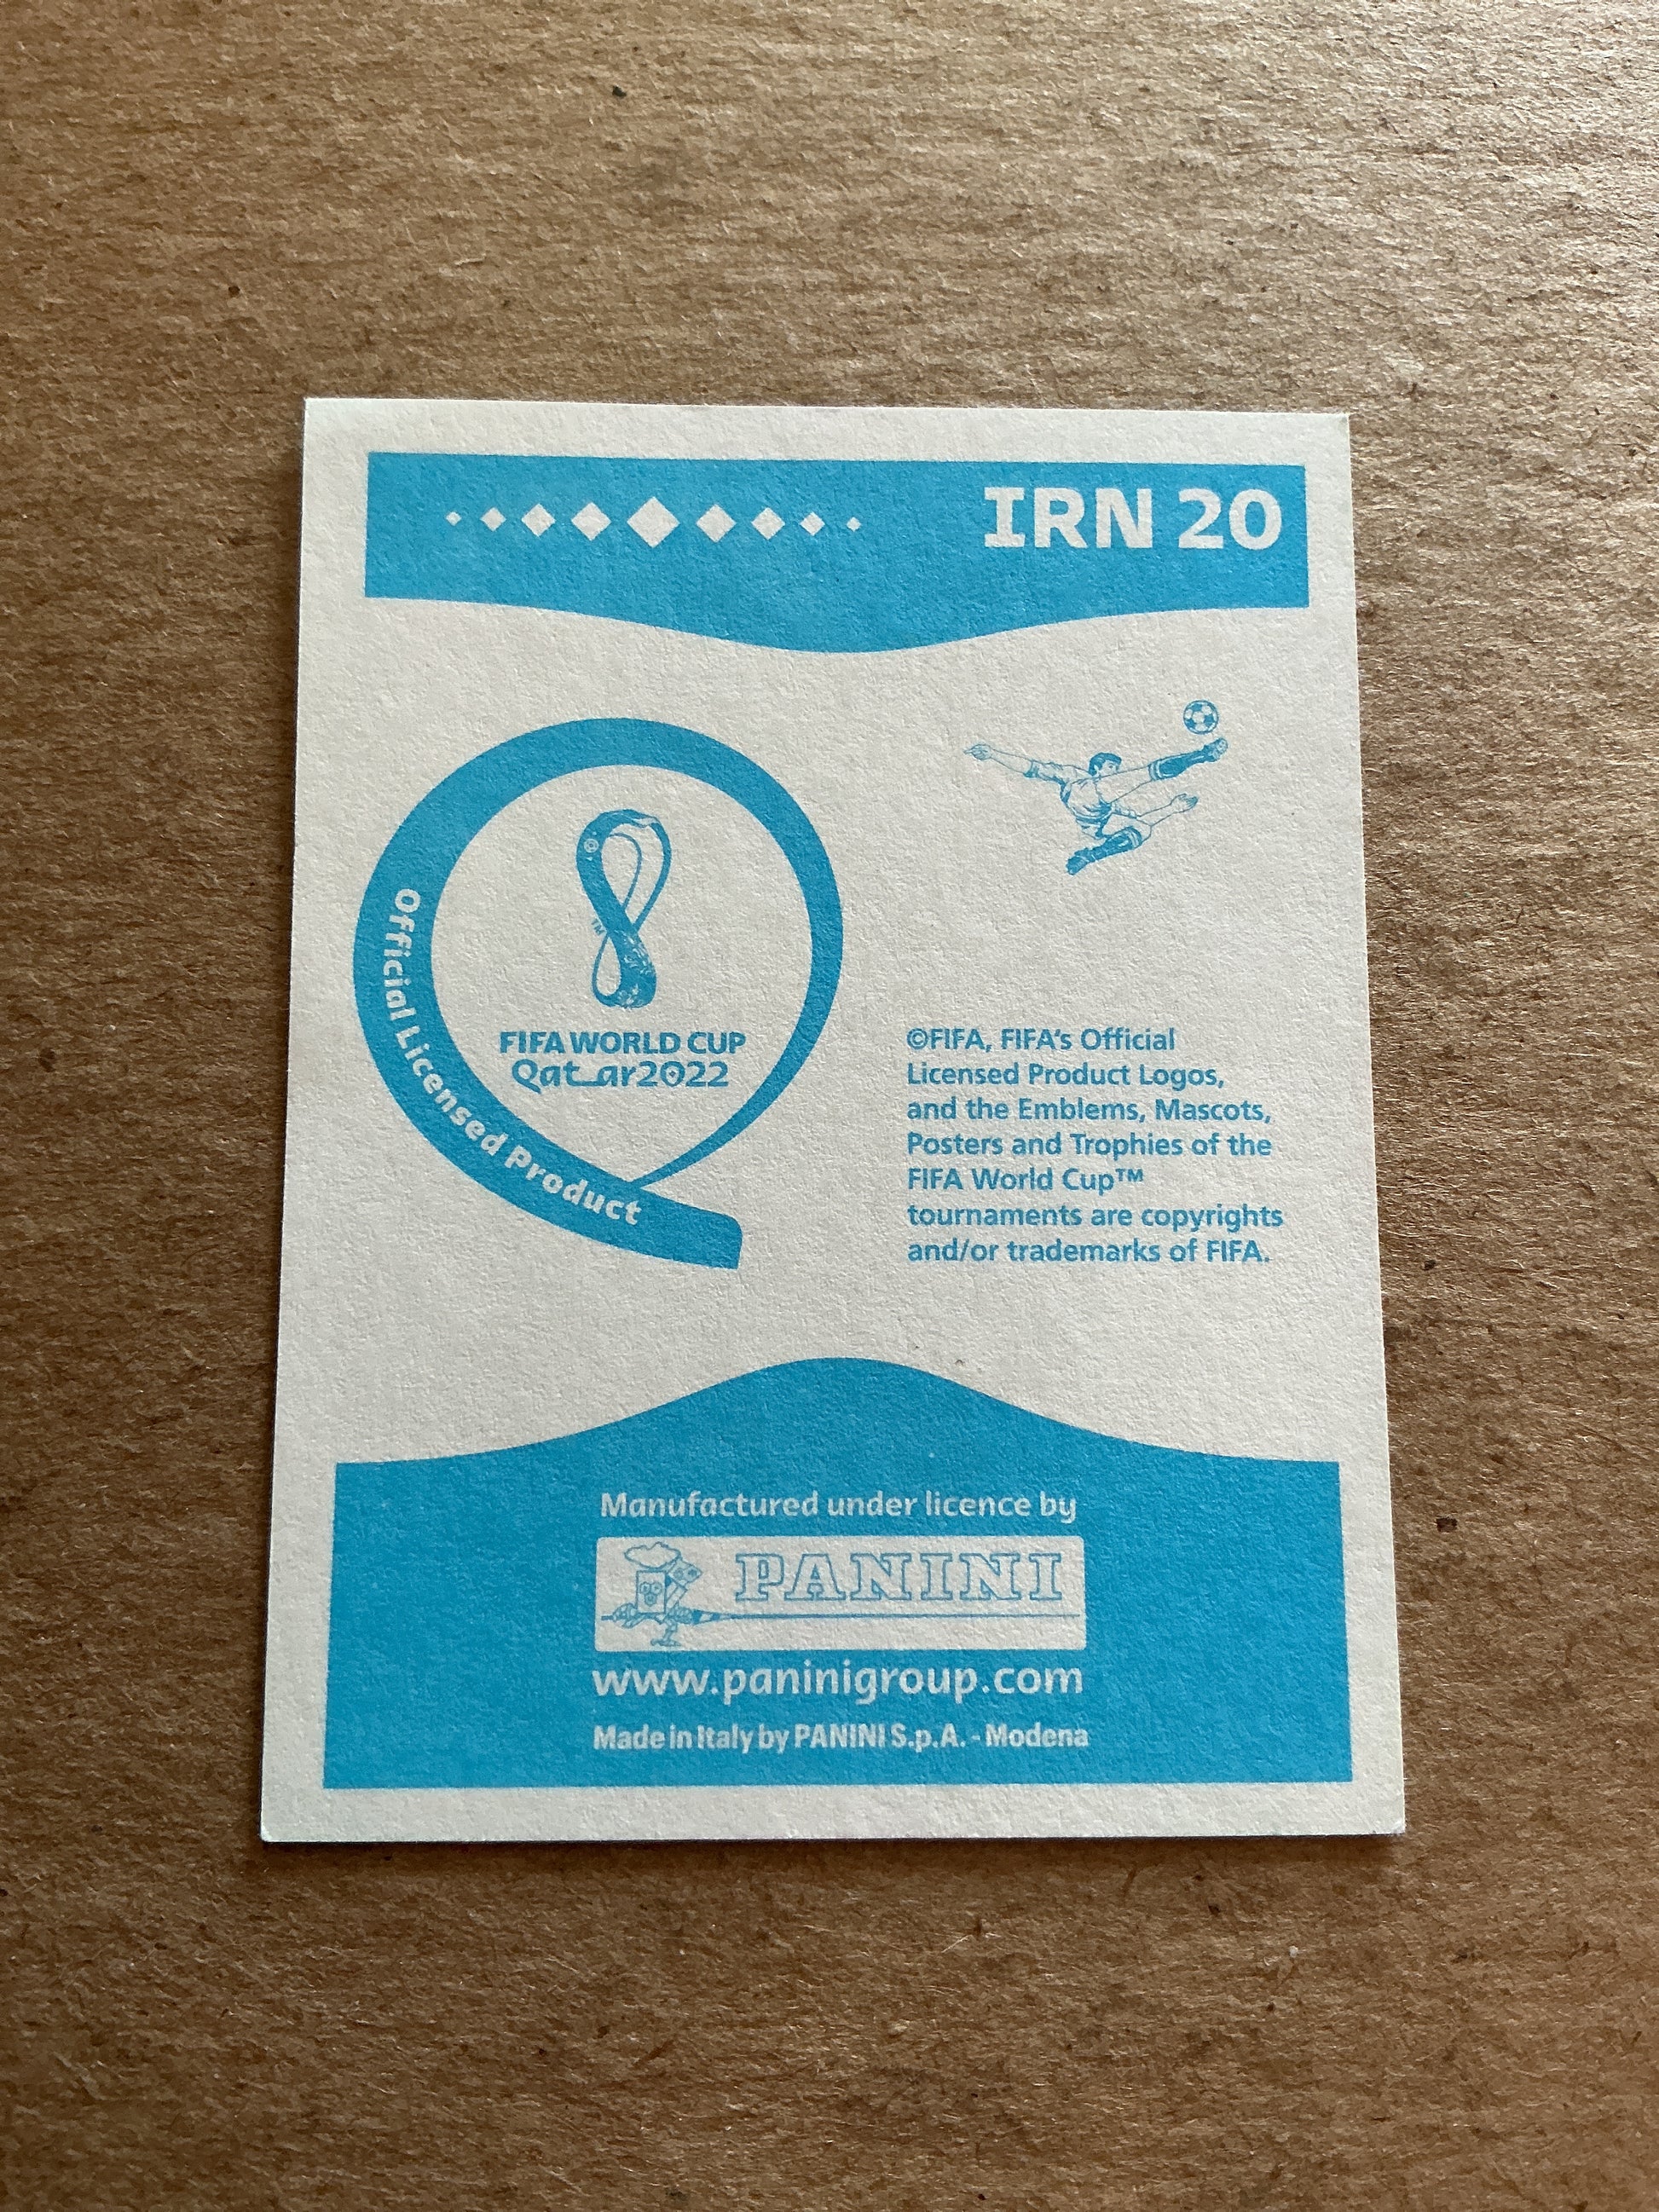 IRN 20
Official Licensed Product
FIFA WORLD CUP
Qatar2022
©FIFA, FIFA's Official
Licensed Product Logos,
and the Emblems, Mascots,
Posters and Trophies of the
FIFA World Cup™
tournaments are copyrights
and/or trademarks of FIFA.
Manufactured under licence by
PANINI
www.paninigroup.com
Made in Italy by PANINI S.p.A. - Modena